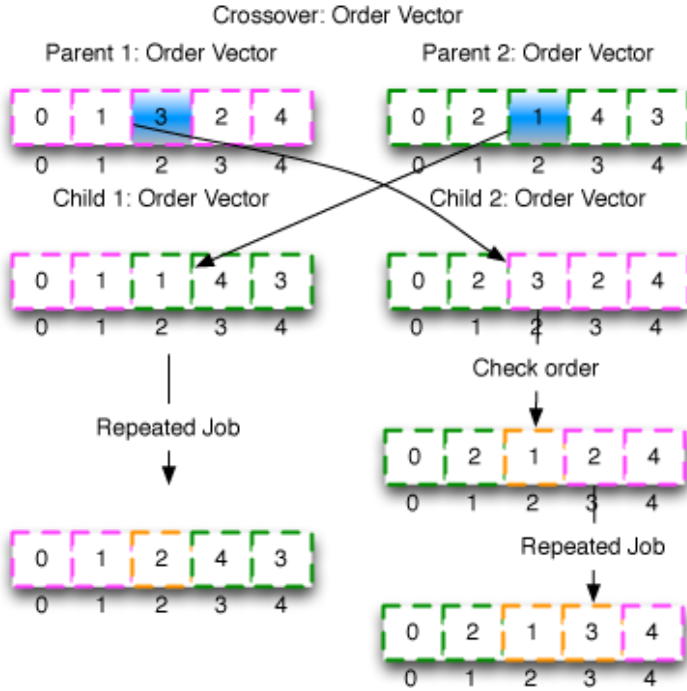 Crossover: Order Vector
Parent 1: Order Vector Parent 2: Order Vector
0 1 3 2 4 0 2 1 4 3
0 1 2 3 4 0 1 2 3 4
Child 1: Order Vector Child 2: Order Vector
0 1 1 4 3 0 2 3 2 4
0 1 2 3 4 0 1 2 3 4
Check order
Repeated Job
0 2 1 2 4
0 1 2 3 4
Repeated Job
0 1 2 4 3
0 1 2 3 4
0 2 1 3 4
0 1 2 3 4